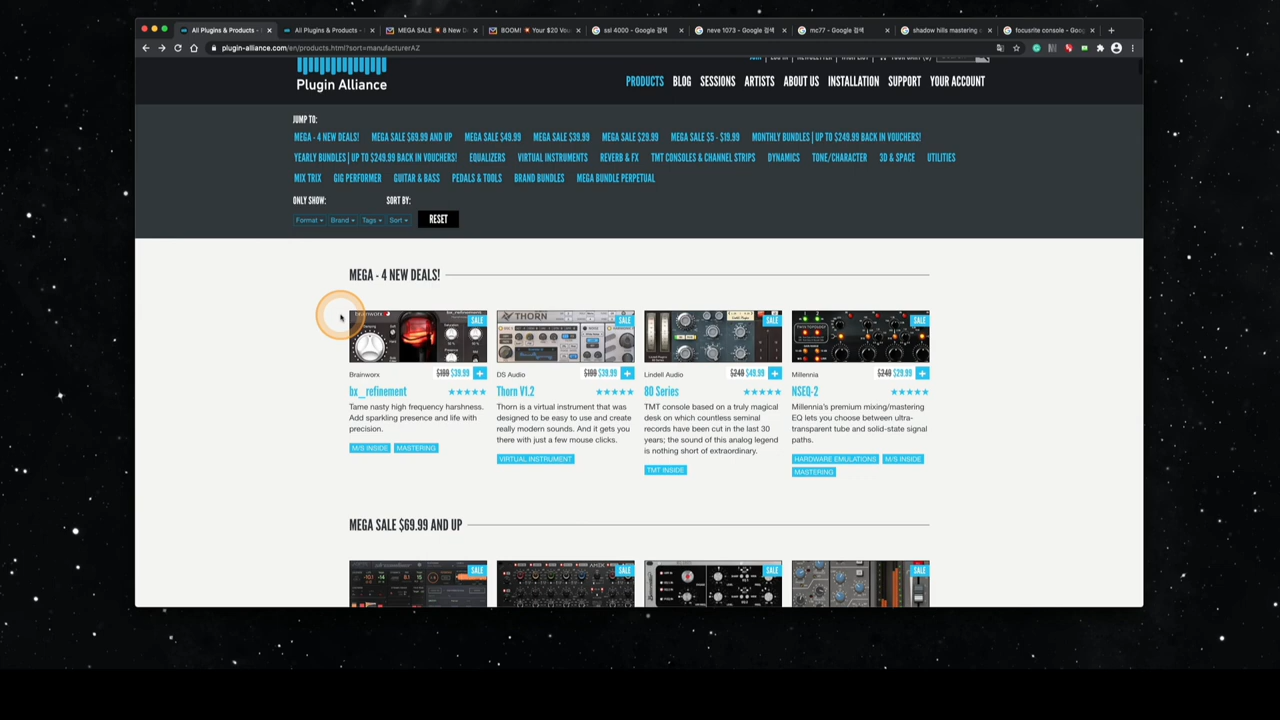 All Plugins & Products -
All Plugins & Products -
MEGA SALE 8 New D
BOOM! Your $20 Vou
ssl 4000 - Google 검색
neve 1073 - Google 검색
mc77 - Google 검색
shadow hills mastering
focusrite console - Goog
plugin-alliance.com/en/products.html?sort=manufacturerAZ
Plugin Alliance
PRODUCTS BLOG SESSIONS ARTISTS ABOUT US INSTALLATION SUPPORT YOUR ACCOUNT
JUMP TO:
MEGA - 4 NEW DEALS! MEGA SALE $69.99 AND UP MEGA SALE $49.99 MEGA SALE $39.99 MEGA SALE $29.99 MEGA SALE $5 - $19.99 MONTHLY BUNDLES | UP TO $249.99 BACK IN VOUCHERS!
YEARLY BUNDLES | UP TO $249.99 BACK IN VOUCHERS! EQUALIZERS VIRTUAL INSTRUMENTS REVERB & FX TMT CONSOLES & CHANNEL STRIPS DYNAMICS TONE/CHARACTER 3D & SPACE UTILITIES
MIX TRIX GIG PERFORMER GUITAR & BASS PEDALS & TOOLS BRAND BUNDLES MEGA BUNDLE PERPETUAL
ONLY SHOW: SORT BY:
Format Brand Tags Sort RESET
MEGA - 4 NEW DEALS!
SALE
Brainworx $199 $39.99 +
bx_refinement
Tame nasty high frequency harshness.
Add sparkling presence and life with
precision.
M/S INSIDE MASTERING
THORN
SALE
DS Audio $199 $39.99 +
Thorn V1.2
Thorn is a virtual instrument that was
designed to be easy to use and create
really modern sounds. And it gets you
there with just a few mouse clicks.
VIRTUAL INSTRUMENT
SALE
Lindell Audio $249 $49.99 +
80 Series
TMT console based on a truly magical
desk on which countless seminal
records have been cut in the last 30
years; the sound of this analog legend
is nothing short of extraordinary.
TMT INSIDE
SALE
Millennia $249 $29.99 +
NSEQ-2
Millennia's premium mixing/mastering
EQ lets you choose between ultra-
transparent tube and solid-state signal
paths.
HARDWARE EMULATIONS M/S INSIDE
MASTERING
MEGA SALE $69.99 AND UP
SALE
SALE
SALE
SALE